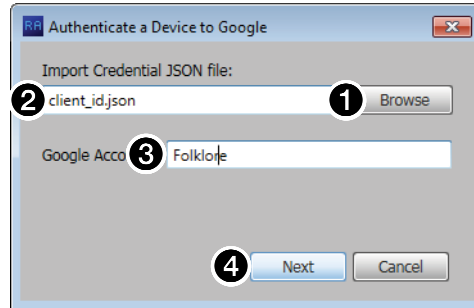 RA Authenticate a Device to Google
Import Credential JSON file:
2 client_id.json 1 Browse
Google Acco 3 Folklore
4 Next Cancel